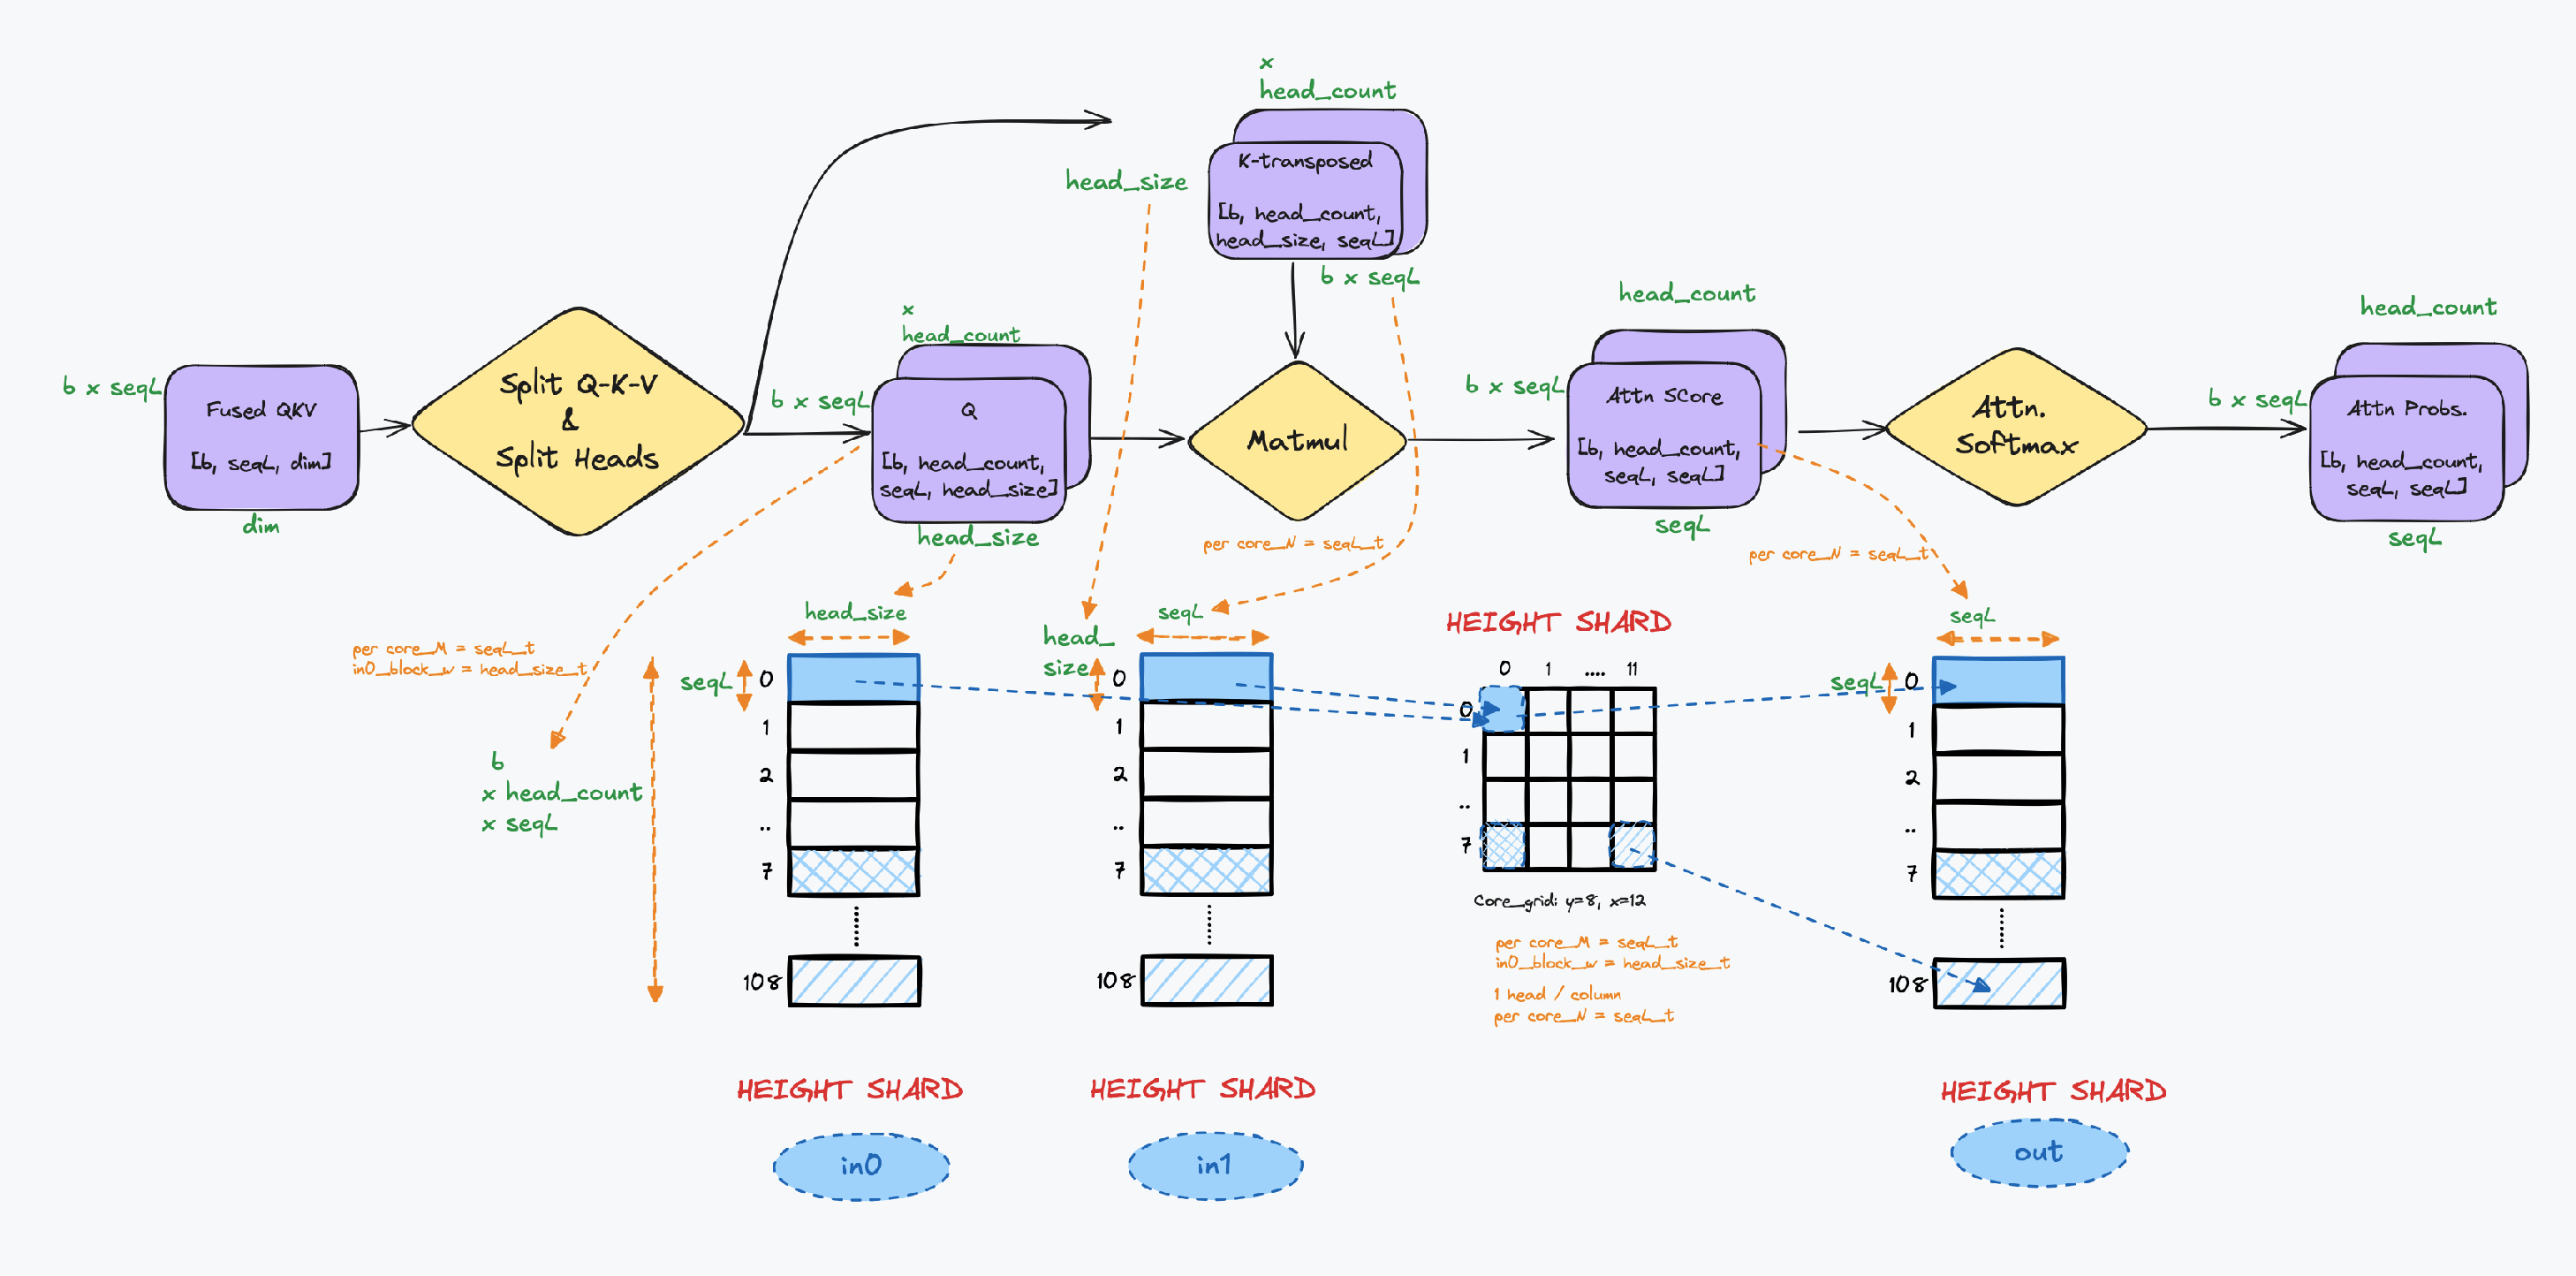 x
head_count
K-transposed
[b, head_count,
head_size, seqL]
head_size
b x seqL
b x seqL
Fused QKV
[b, seqL, dim]
dim
Split Q-K-V
&
Split Heads
x
head_count
b x seqL
Q
[b, head_count,
seqL, head_size]
head_size
Matmul
head_count
b x seqL
Attn SCore
[b, head_count,
seqL, seqL]
seqL
Attn.
Softmax
head_count
b x seqL
Attn Probs.
[b, head_count,
seqL, seqL]
seqL
per core_N = seqL_t
per core_N = seqL_t
per core_M = seqL_t
in0_block_w = head_size_t
b
x head_count
x seqL
head_size
seqL
0
1
2
..
7
108
HEIGHT SHARD
in0
seqL
head_
size
0
1
2
..
7
108
HEIGHT SHARD
in1
HEIGHT SHARD
0 1 .... 11
0
1
..
7
Core_grid: y=8, x=12
per core_M = seqL_t
in0_block_w = head_size_t
1 head / column
per core_N = seqL_t
seqL
seqL
0
1
2
..
7
108
HEIGHT SHARD
out